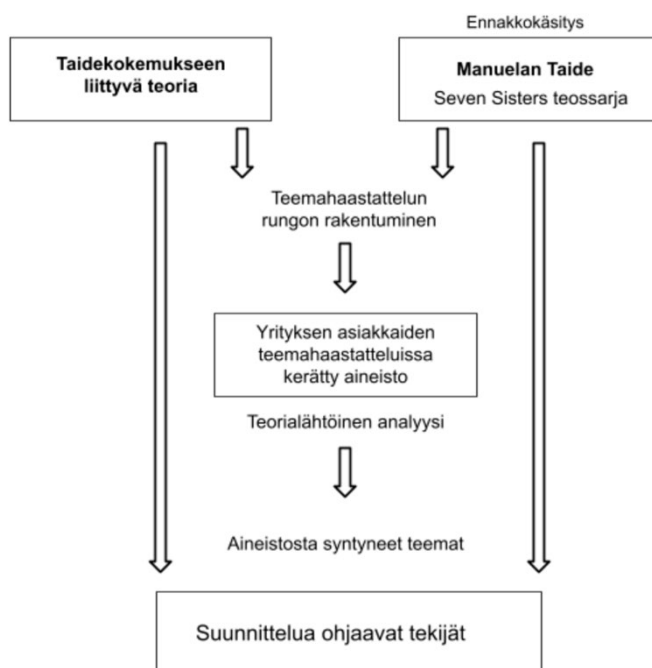 Ennakkokäsitys
Taidekokemukseen
liittyvä teoria
Manuelan Taide
Seven Sisters teossarja
Teemahaastattelun
rungon rakentuminen
Yrityksen asiakkaiden
teemahaastatteluissa
kerätty aineisto
Teorialähtöinen analyysi
Aineistosta syntyneet teemat
Suunnittelua ohjaavat tekijät